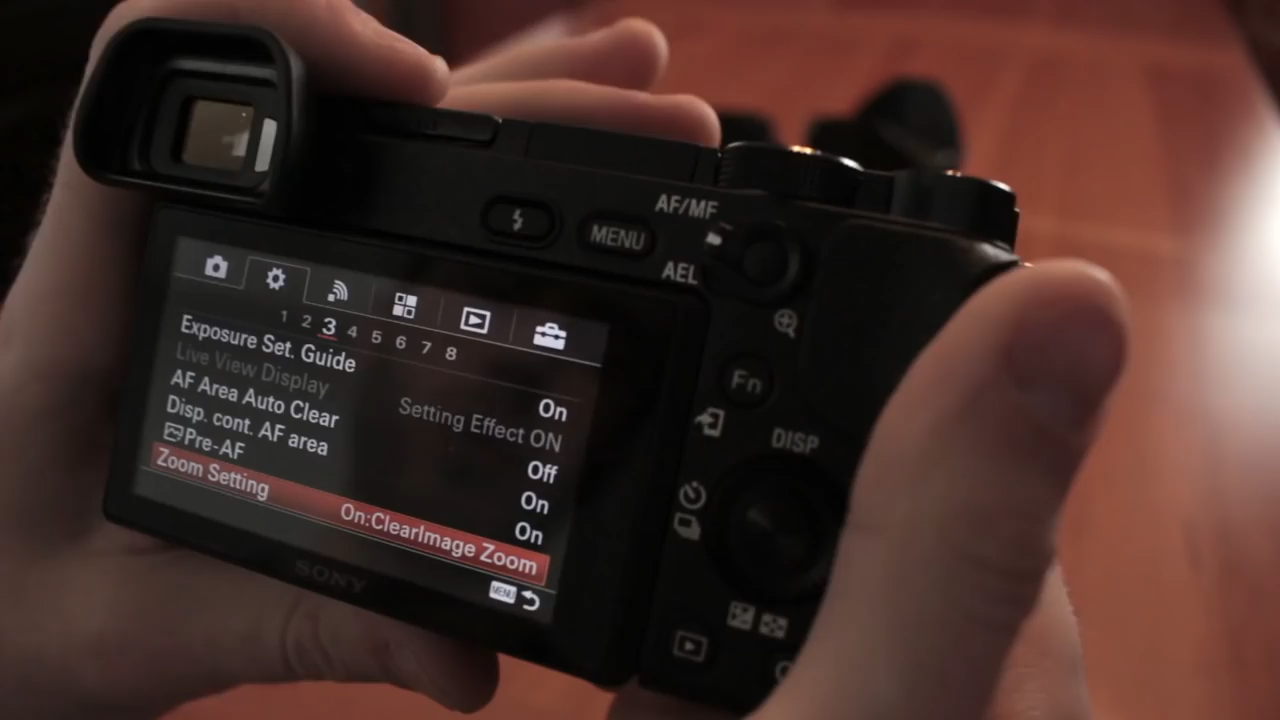 AF/MF
MENU
AEL
1 2 3 4 5 6 7 8
Exposure Set. Guide On
Live View Display Setting Effect ON
AF Area Auto Clear Off
Disp. cont. AF area On
Pre-AF On
Zoom Setting On:ClearImage Zoom
MENU
SONY
Fn
DISP